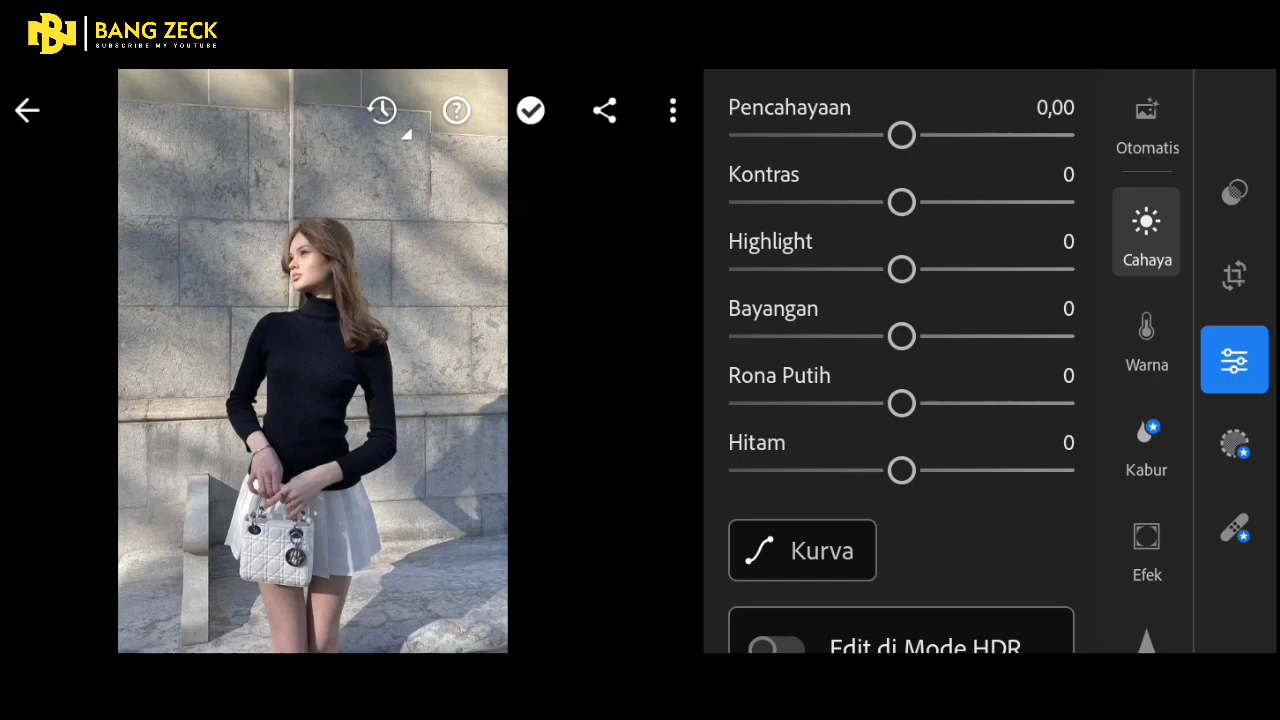 BANG ZECK
SUBSCRIBE MY YOUTUBE
Pencahayaan 0,00
Kontras 0
Highlight 0
Bayangan 0
Rona Putih 0
Hitam 0
Kurva
Edit di Mode HDR
Otomatis
Cahaya
Warna
Kabur
Efek